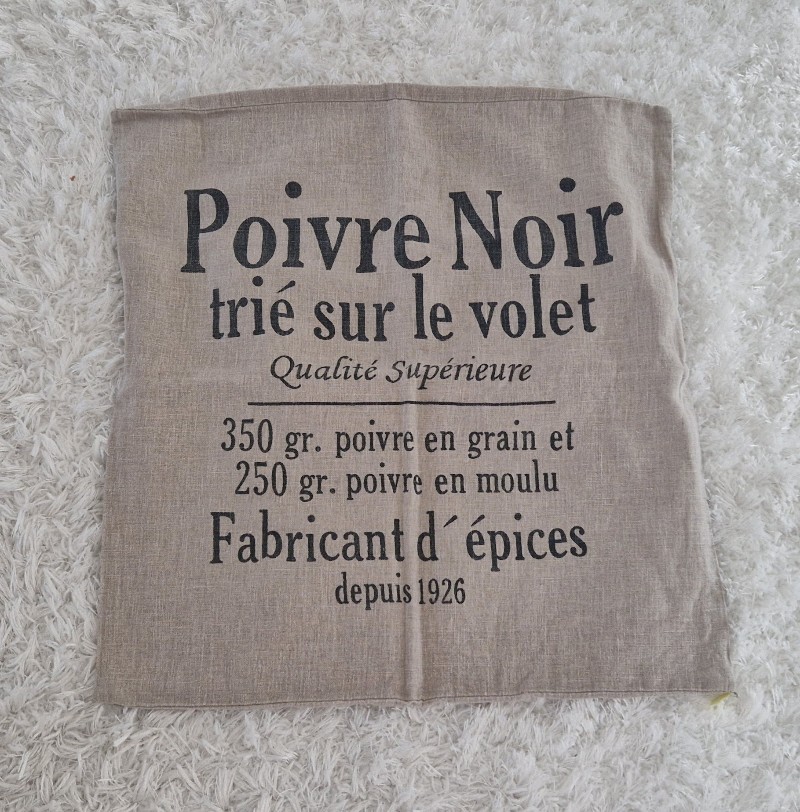 Poivre Noir
trié sur le volet
Qualité Supérieure
350 gr. poivre en grain et
250 gr. poivre en moulu
Fabricant d´épices
depuis 1926